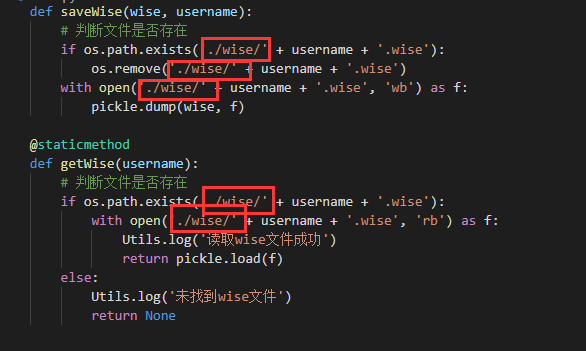 def saveWise(wise, username):
# 判断文件是否存在
if os.path.exists('./wise/' + username + '.wise'):
os.remove('./wise/' + username + '.wise')
with open('./wise/' + username + '.wise', 'wb') as f:
pickle.dump(wise, f)
@staticmethod
def getWise(username):
# 判断文件是否存在
if os.path.exists('./wise/' + username + '.wise'):
with open('./wise/' + username + '.wise', 'rb') as f:
Utils.log('读取wise文件成功')
return pickle.load(f)
else:
Utils.log('未找到wise文件')
return None